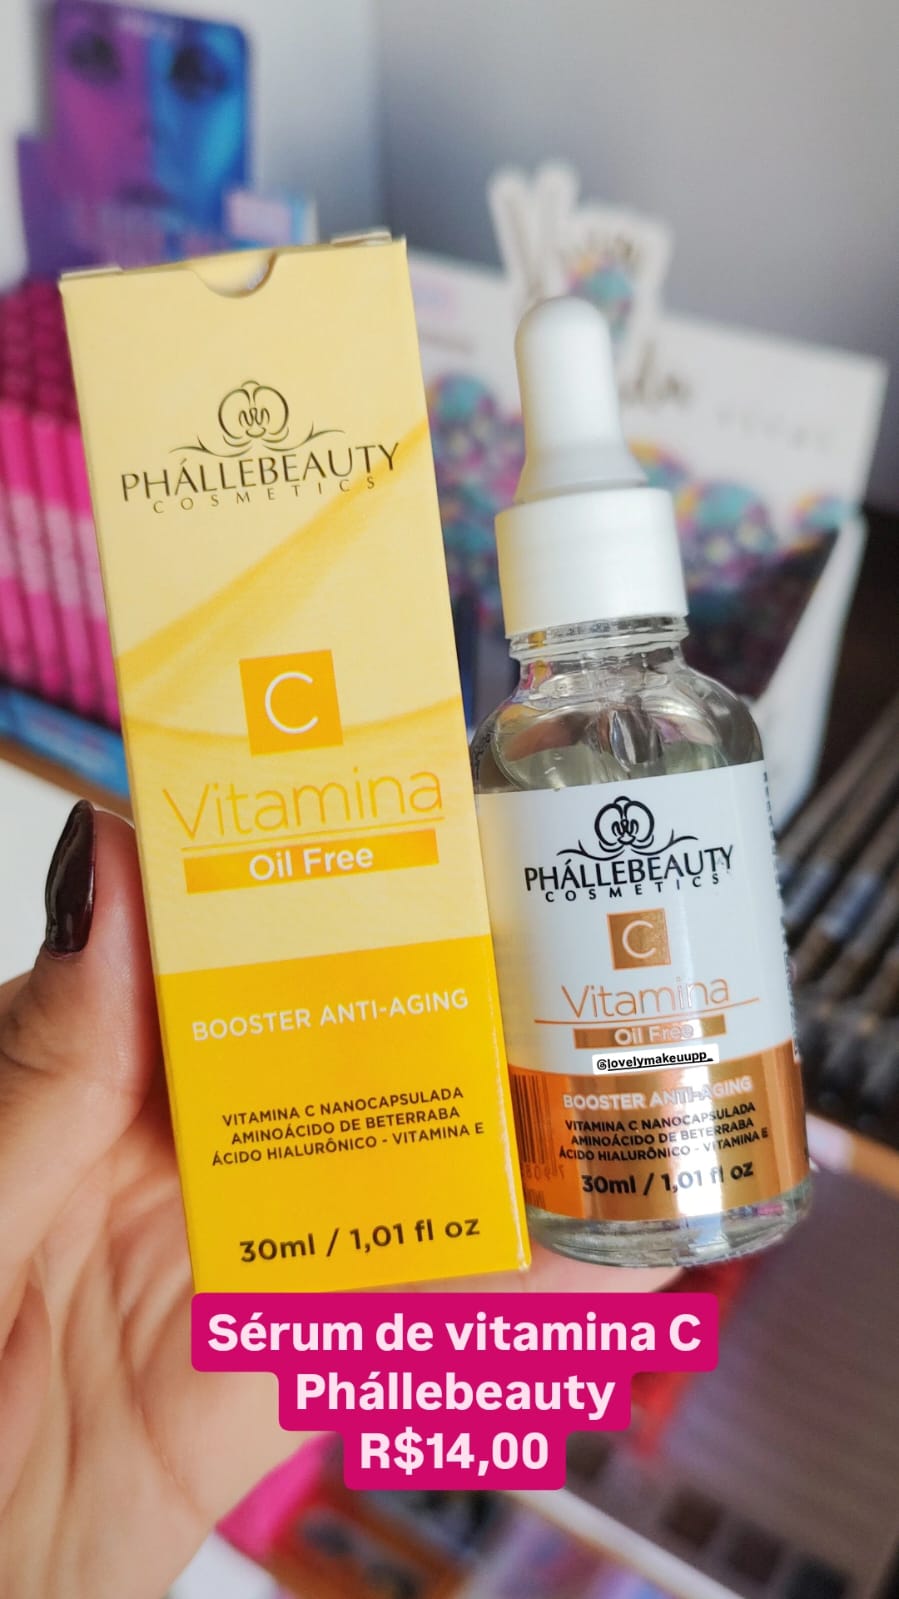 PHÁLLEBEAUTY
COSMETICS
C
Vitamina
Oil Free
BOOSTER ANTI-AGING
VITAMINA C NANOCAPSULADA
AMINOÁCIDO DE BETERRABA
ÁCIDO HIALURÔNICO - VITAMINA E
30ml / 1,01 fl oz
PHÁLLEBEAUTY
COSMETICS
C
Vitamina
Oil Free
@lovelymakeuupp_
BOOSTER ANTI-AGING
VITAMINA C NANOCAPSULADA
AMINOÁCIDO DE BETERRABA
ÁCIDO HIALURÔNICO - VITAMINA E
30ml / 1,01 fl oz
Sérum de vitamina C
Phállebeauty
R$14,00